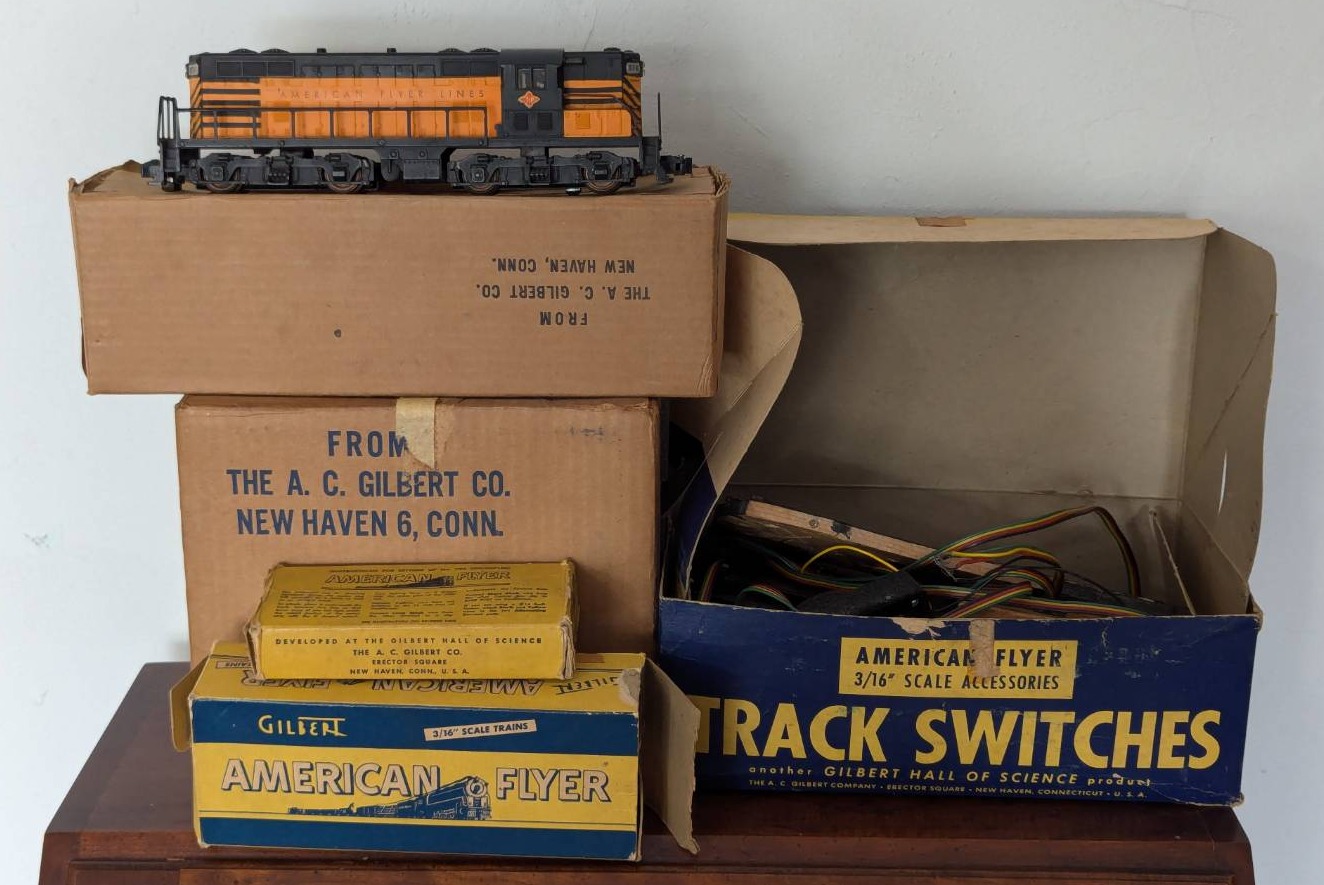 AMERICAN FLYER LINES
FROM
THE A. C. GILBERT CO.
NEW HAVEN, CONN.
FROM
THE A. C. GILBERT CO.
NEW HAVEN 6, CONN.
AMERICAN FLYER
DEVELOPED AT THE GILBERT HALL OF SCIENCE
THE A. C. GILBERT CO.
ERECTOR SQUARE
NEW HAVEN, CONN., U. S. A.
GILBERT AMERICAN FLYER
GILBERT
3/16" SCALE TRAINS
AMERICAN FLYER
AMERICAN FLYER
3/16" SCALE ACCESSORIES
TRACK SWITCHES
another GILBERT HALL OF SCIENCE product
THE A. C. GILBERT COMPANY • ERECTOR SQUARE • NEW HAVEN, CONNECTICUT • U. S. A.